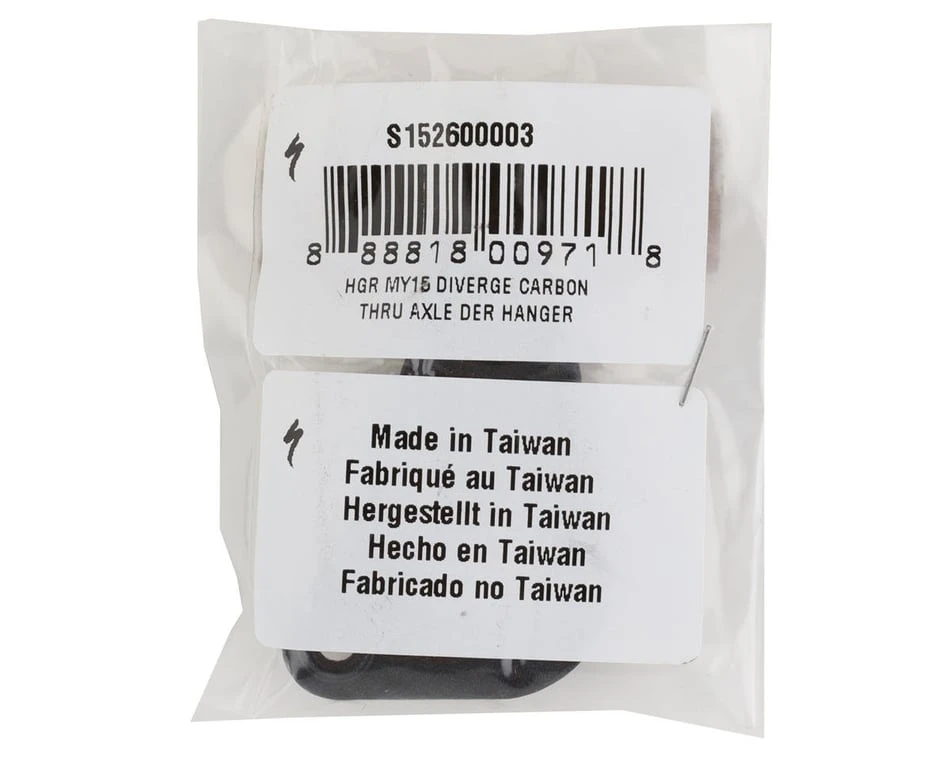 S152600003
8 88818 00971 8
HGR MY15 DIVERGE CARBON
THRU AXLE DER HANGER
Made in Taiwan
Fabriqué au Taiwan
Hergestellt in Taiwan
Hecho en Taiwan
Fabricado no Taiwan